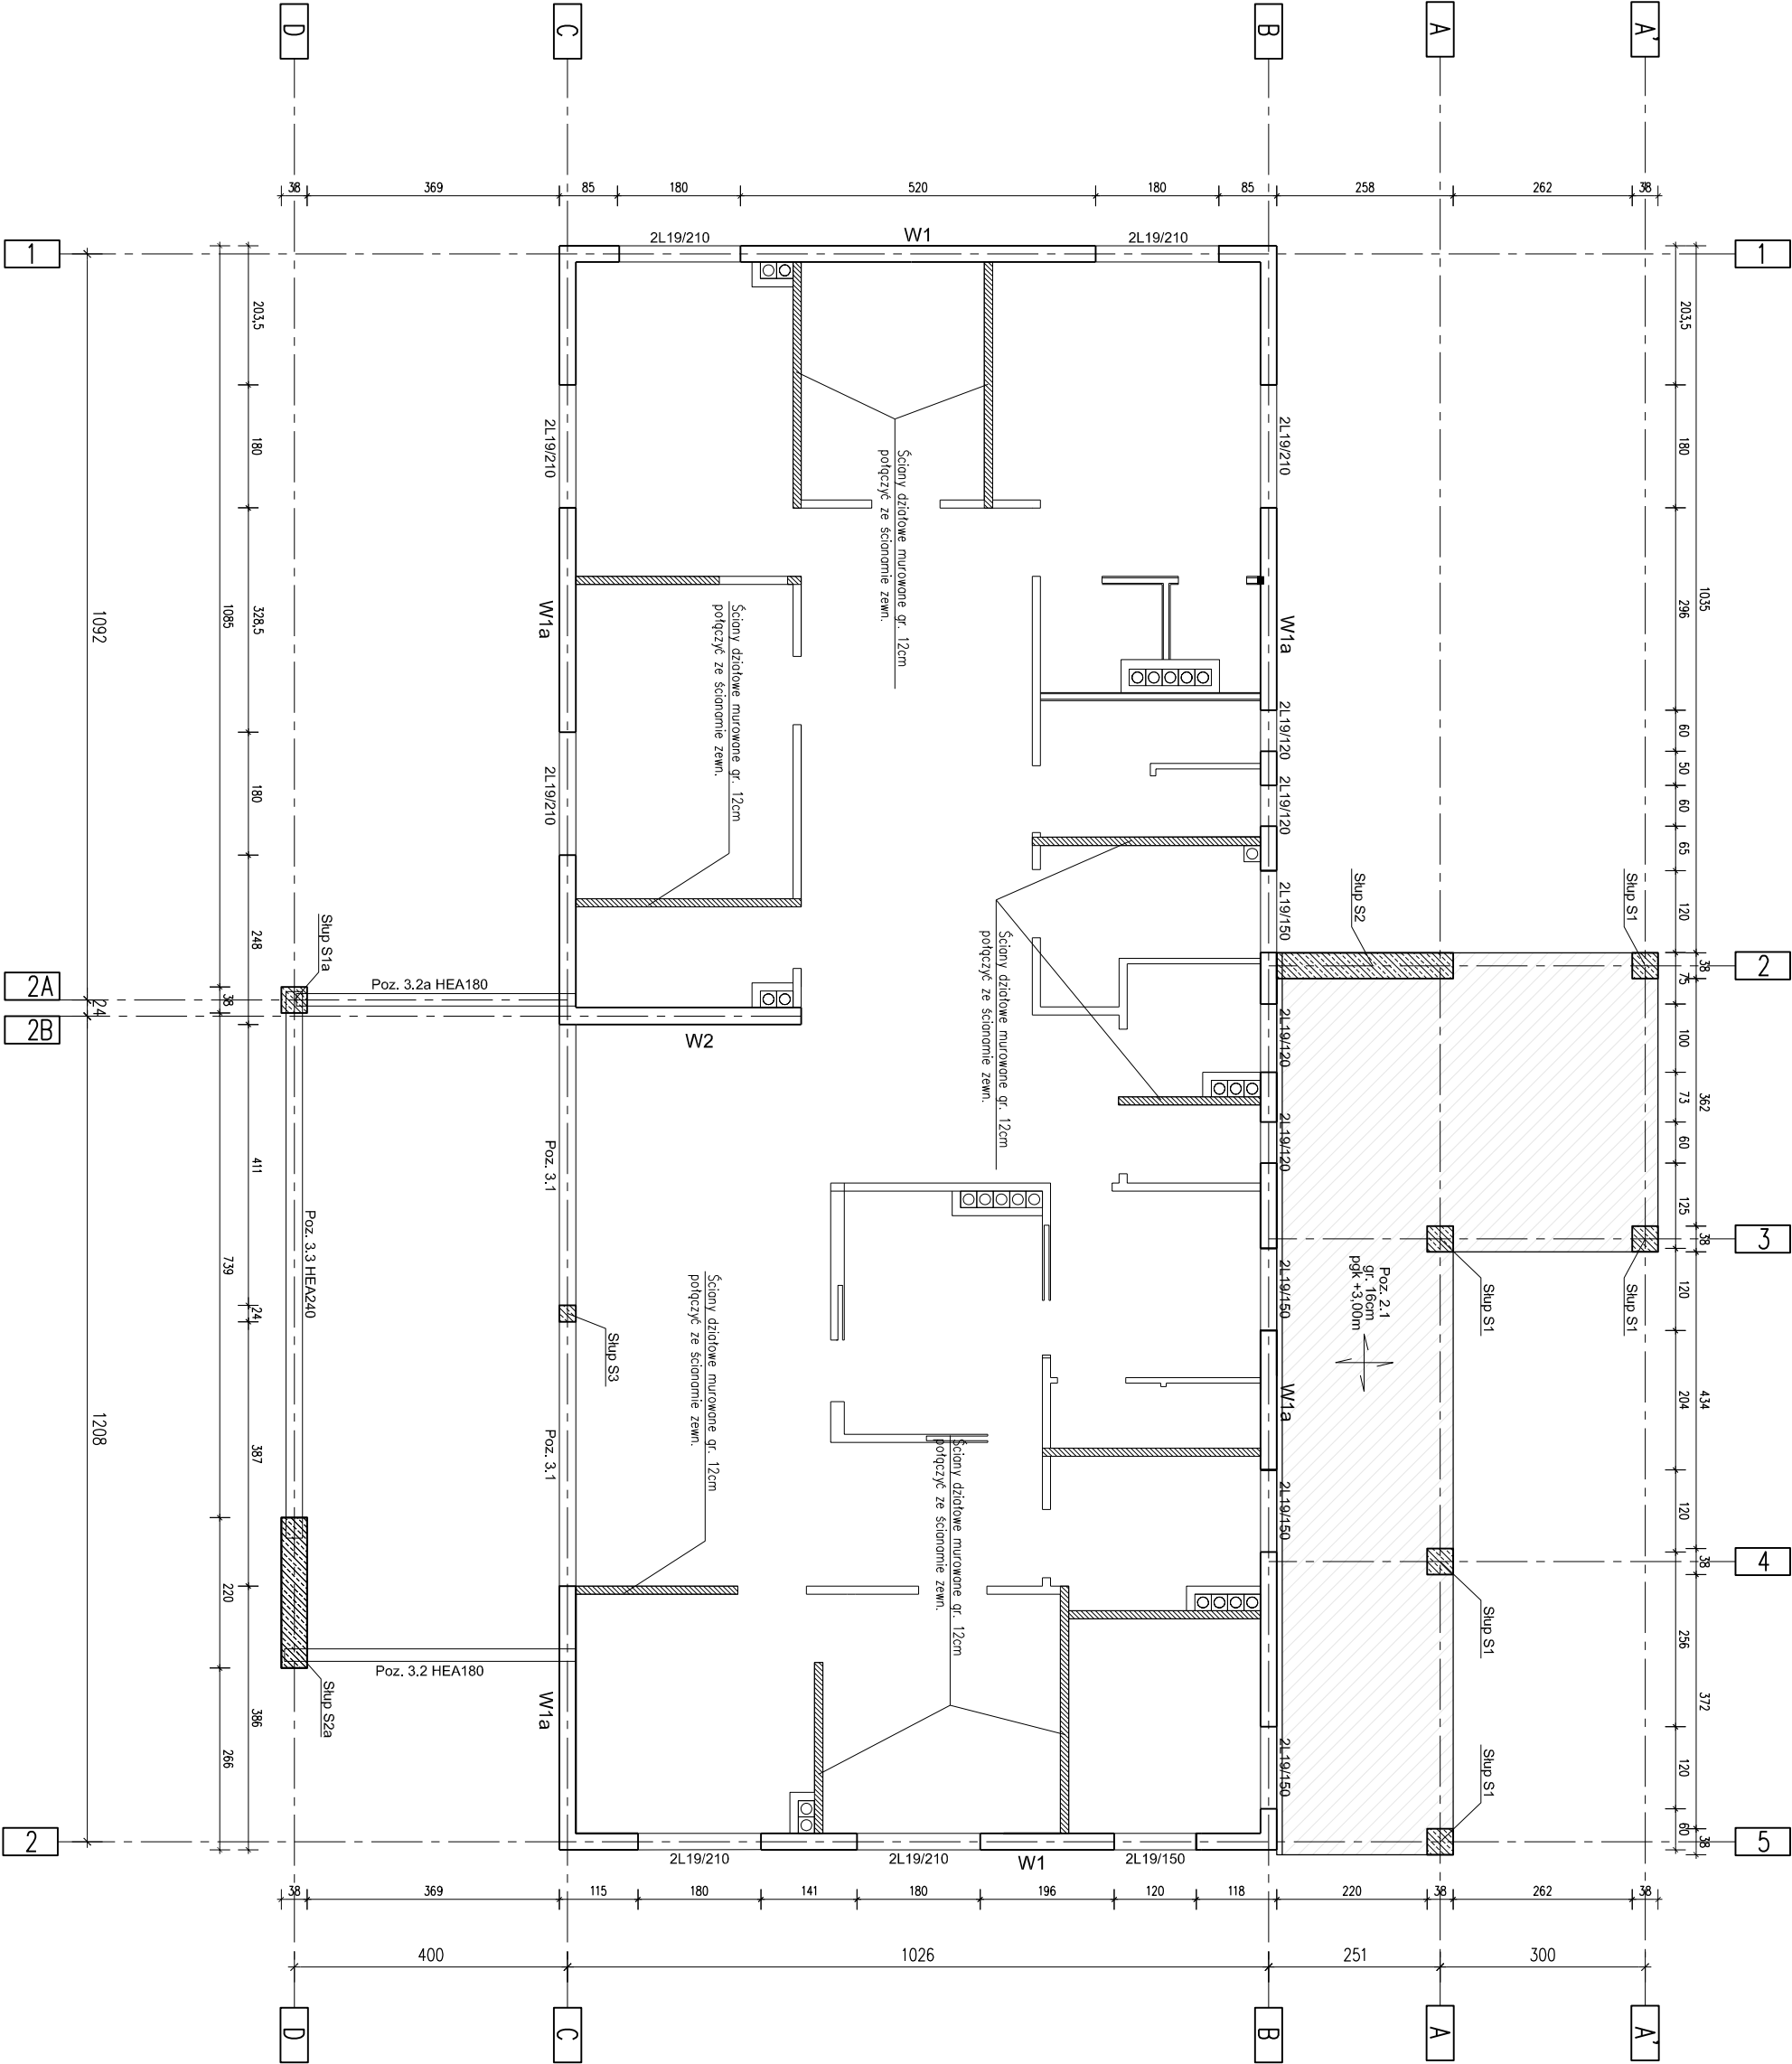 D
C
B
A
A'
38
369
85
180
520
180
85
258
262
38
1
2L19/210
W1
2L19/210
1
203,5
180
328,5
180
248
38
411
24
387
386
1085
739
220
266
1092
24
1208
2L19/210
W1a
2L19/210
Poz. 3.1
Poz. 3.1
W1a
Ściany działowe murowane gr. 12cm
połączyć ze ścianamie zewn.
Ściany działowe murowane gr. 12cm
połączyć ze ścianamie zewn.
Ściany działowe murowane gr. 12cm
połączyć ze ścianamie zewn.
Ściany działowe murowane gr. 12cm
połączyć ze ścianamie zewn.
Ściany działowe murowane gr. 12cm
połączyć ze ścianamie zewn.
2L19/210
W1a
2L19/120
2L19/120
2L19/150
2L19/120
2L19/120
2L19/150
W1a
2L19/150
2L19/150
203,5
180
296
60
50
60
65
120
75
100
73
60
125
120
204
120
256
120
60
1035
38
362
38
434
38
372
38
Słup S2
Słup S1
2
2A
2B
Słup S1a
Poz. 3.2a HEA180
W2
3
Słup S1
Słup S1
Poz. 2.1
gr. 16cm
pgk +3,00m
Poz. 3.3 HEA240
Słup S3
4
Słup S1
Poz. 3.2 HEA180
Słup S2a
Słup S1
2
2L19/210
2L19/210
W1
2L19/150
5
38
369
115
180
141
180
196
120
118
220
38
262
38
400
1026
251
300
D
C
B
A
A'